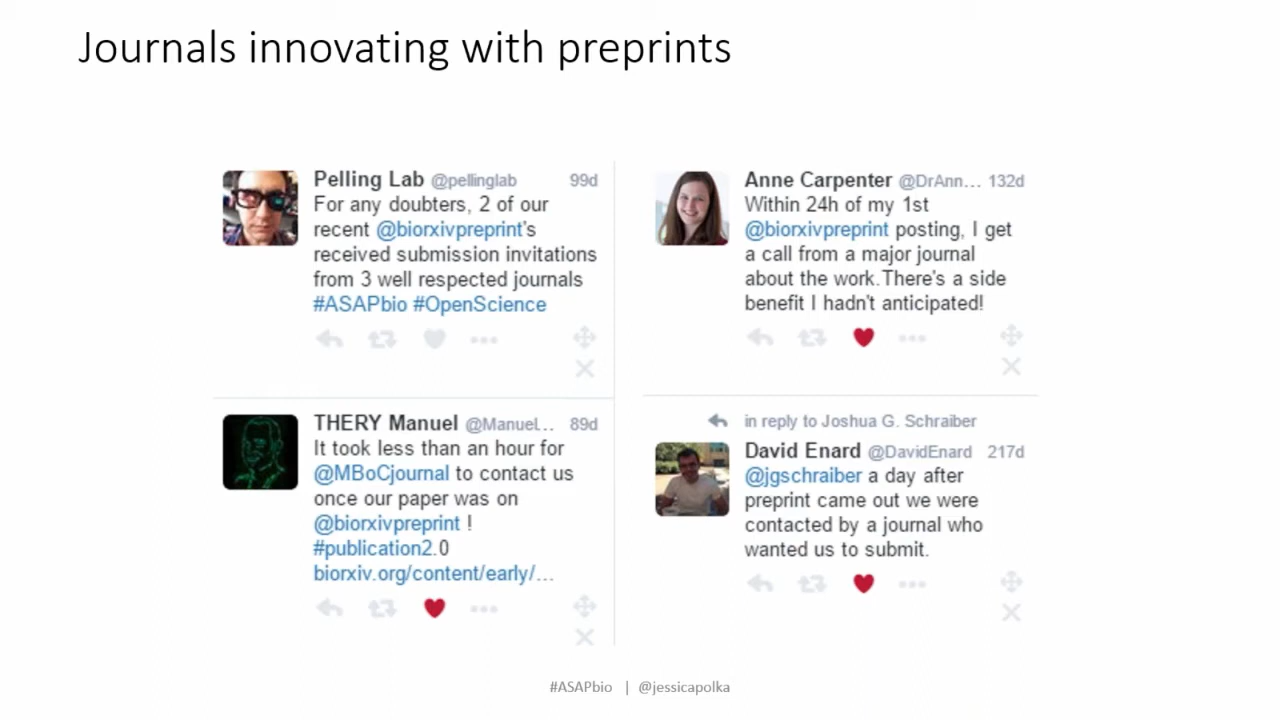 Journals innovating with preprints
Pelling Lab @pellinglab 99d
For any doubters, 2 of our
recent @biorxivpreprint's
received submission invitations
from 3 well respected journals
#ASAPbio #OpenScience
Anne Carpenter @DrAnn... 132d
Within 24h of my 1st
@biorxivpreprint posting, I get
a call from a major journal
about the work.There's a side
benefit I hadn't anticipated!
THERY Manuel @Manuel... 89d
It took less than an hour for
@MBoCjournal to contact us
once our paper was on
@biorxivpreprint !
#publication2.0
biorxiv.org/content/early/...
in reply to Joshua G. Schraiber
David Enard @DavidEnard 217d
@jgschraiber a day after
preprint came out we were
contacted by a journal who
wanted us to submit.
#ASAPbio | @jessicapolka